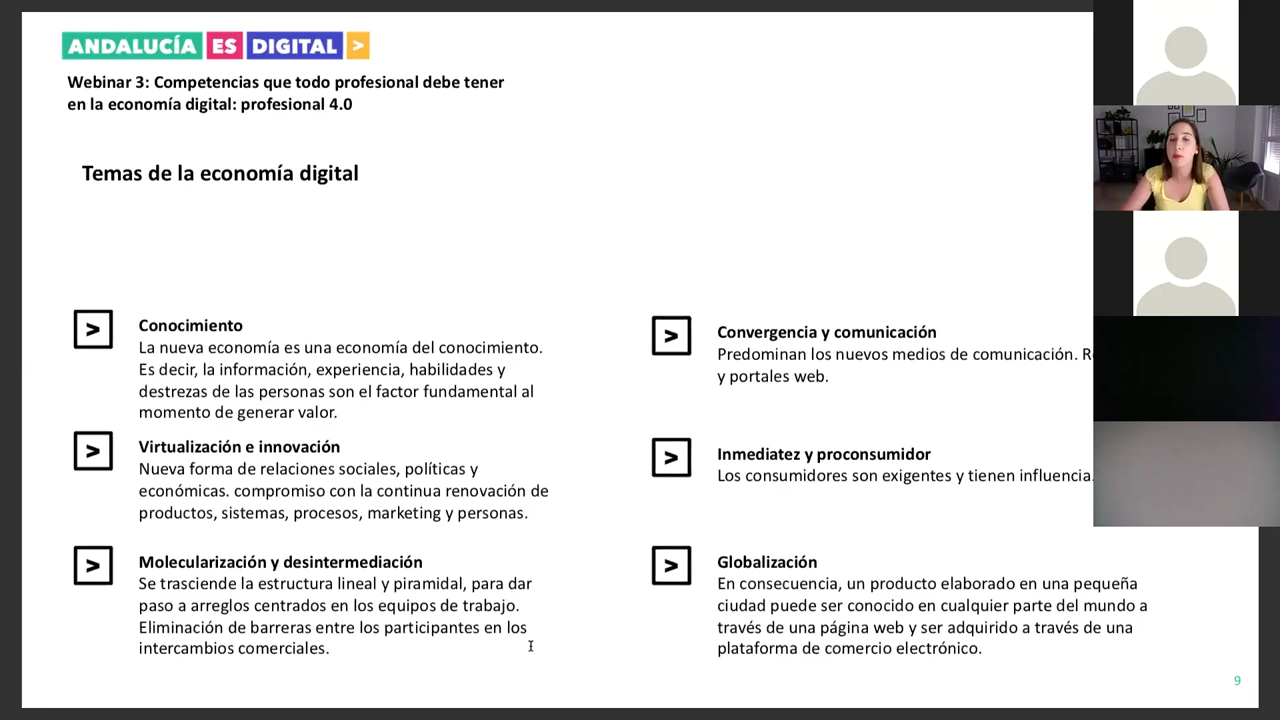 ANDALUCÍA ES DIGITAL >
Webinar 3: Competencias que todo profesional debe tener
en la economía digital: profesional 4.0
Temas de la economía digital
> Conocimiento
La nueva economía es una economía del conocimiento.
Es decir, la información, experiencia, habilidades y
destrezas de las personas son el factor fundamental al
momento de generar valor.
> Virtualización e innovación
Nueva forma de relaciones sociales, políticas y
económicas. compromiso con la continua renovación de
productos, sistemas, procesos, marketing y personas.
> Molecularización y desintermediación
Se trasciende la estructura lineal y piramidal, para dar
paso a arreglos centrados en los equipos de trabajo.
Eliminación de barreras entre los participantes en los
intercambios comerciales.
> Convergencia y comunicación
Predominan los nuevos medios de comunicación.
y portales web.
> Inmediatez y proconsumidor
Los consumidores son exigentes y tienen influencia.
> Globalización
En consecuencia, un producto elaborado en una pequeña
ciudad puede ser conocido en cualquier parte del mundo a
través de una página web y ser adquirido a través de una
plataforma de comercio electrónico.
9